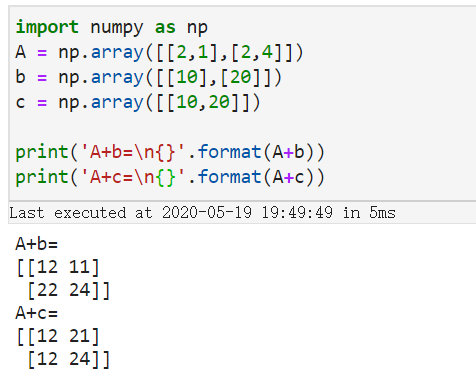 import numpy as np
A = np.array([[2,1],[2,4]])
b = np.array([[10],[20]])
c = np.array([[10,20]])

print('A+b=\n{}'.format(A+b))
print('A+c=\n{}'.format(A+c))
Last executed at 2020-05-19 19:49:49 in 5ms
A+b=
[[12 11]
 [22 24]]
A+c=
[[12 21]
 [12 24]]